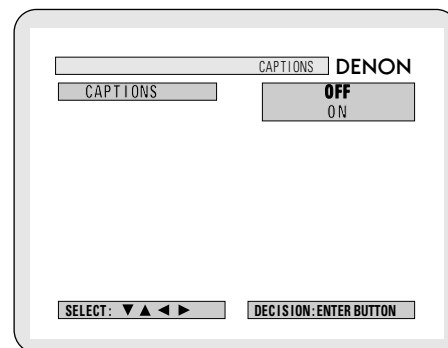 CAPTIONS DENON
CAPTIONS OFF
ON
SELECT: ▼ ▲ ◄ ► DECISION:ENTER BUTTON